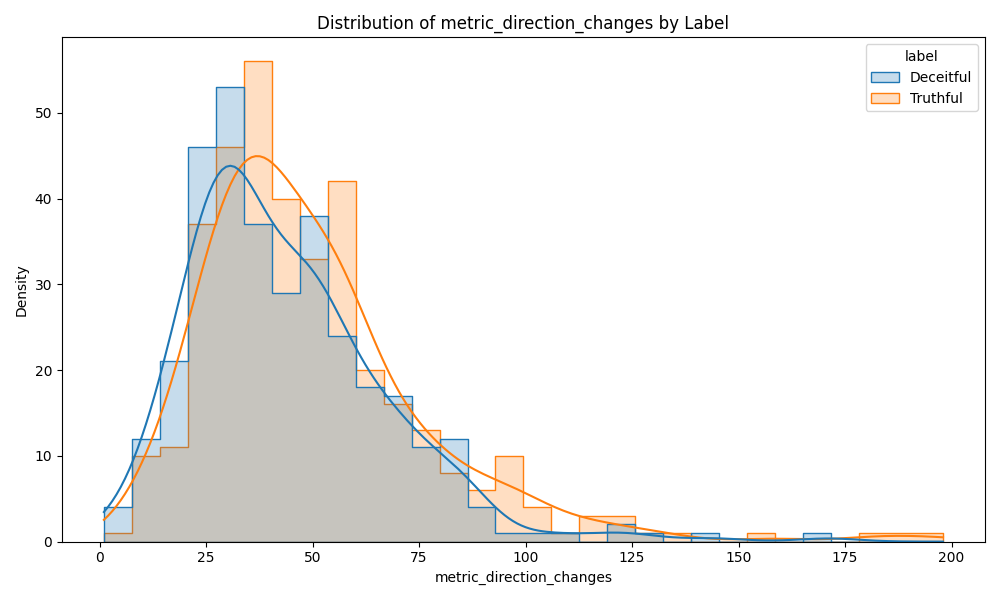 Distribution of metric_direction_changes by Label
label
Deceitful
Truthful
Density
50
40
30
20
10
0
0 25 50 75 100 125 150 175 200
metric_direction_changes